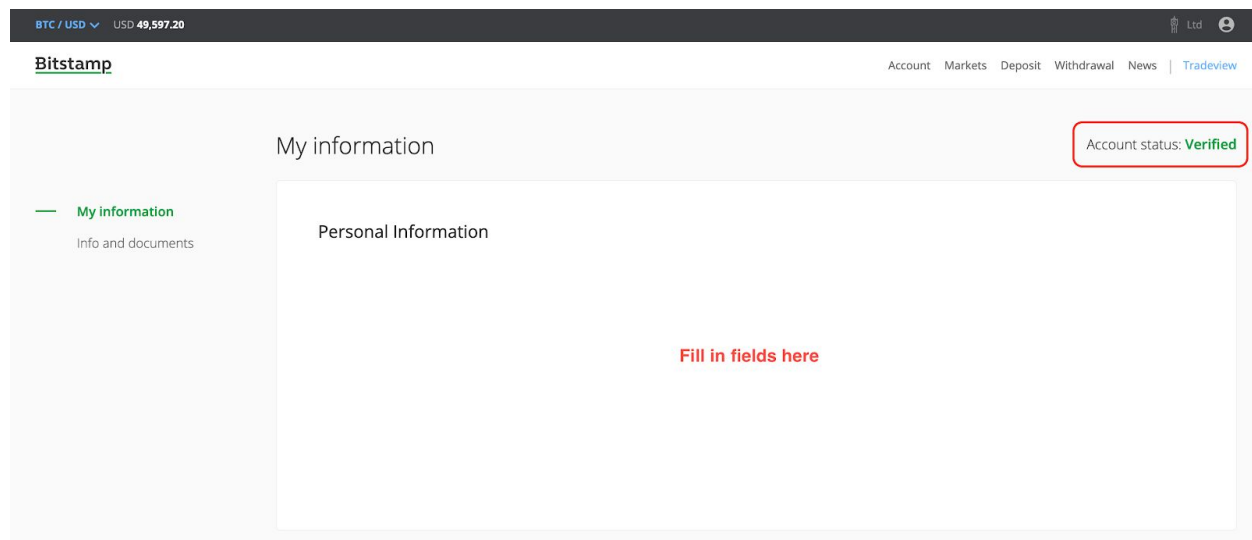 BTC / USD USD 49,597.20 Ltd
Bitstamp Account Markets Deposit Withdrawal News | Tradeview
My information Account status: Verified
My information
Info and documents
Personal Information
Fill in fields here